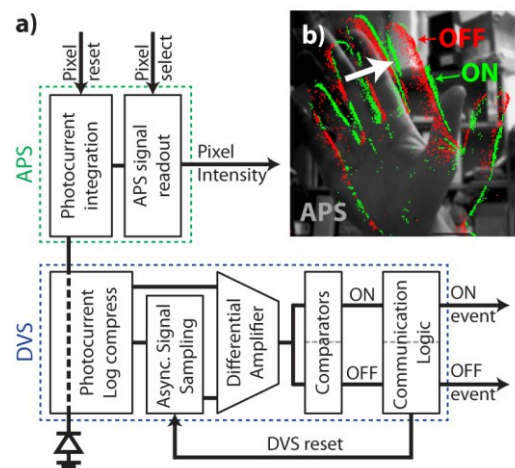 a)
Pixel
reset
Pixel
select
APS
Photocurrent
integration
APS signal
readout
Pixel
Intensity
b)
OFF
ON
APS
DVS
Photocurrent
Log compress
Async. Signal
Sampling
Differential
Amplifier
Comparators
ON
OFF
Communication
Logic
ON
event
OFF
event
DVS reset